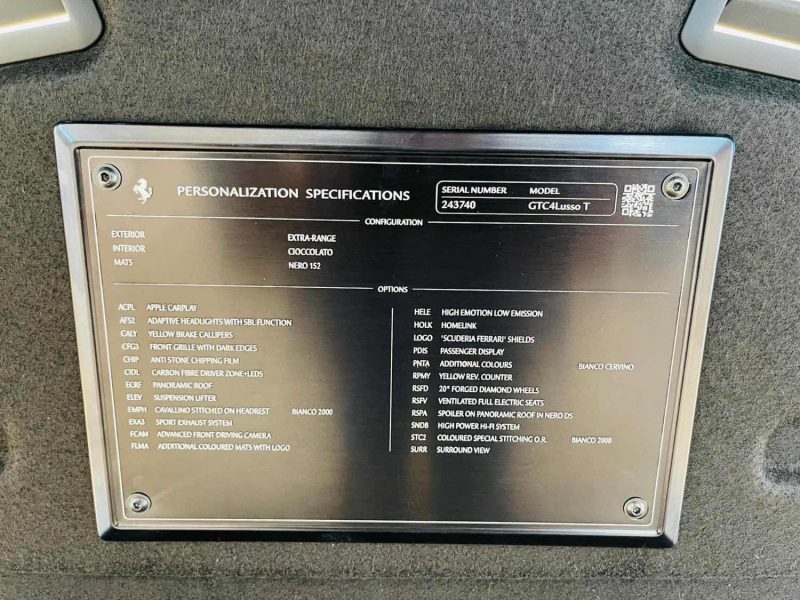 PERSONALIZATION SPECIFICATIONS
SERIAL NUMBER MODEL
243740 GTC4Lusso T
CONFIGURATION
EXTERIOR EXTRA-RANGE
INTERIOR CIOCCOLATO
MATS NERO 152
OPTIONS
ACPL APPLE CARPLAY
AFS2 ADAPTIVE HEADLIGHTS WITH SBL FUNCTION
CALY YELLOW BRAKE CALLIPERS
CFG3 FRONT GRILLE WITH DARK EDGES
CHIP ANTI STONE CHIPPING FILM
CIDL CARBON FIBRE DRIVER ZONE+LEDS
ECRF PANORAMIC ROOF
ELEV SUSPENSION LIFTER
EMPH CAVALLINO STITCHED ON HEADREST BIANCO 2000
EXA3 SPORT EXHAUST SYSTEM
FCAM ADVANCED FRONT DRIVING CAMERA
FLMA ADDITIONAL COLOURED MATS WITH LOGO
HELE HIGH EMOTION LOW EMISSION
HOLK HOMELINK
LOGO 'SCUDERIA FERRARI' SHIELDS
PDIS PASSENGER DISPLAY
PNTA ADDITIONAL COLOURS BIANCO CERVINO
RPMY YELLOW REV. COUNTER
RSFD 20" FORGED DIAMOND WHEELS
RSFV VENTILATED FULL ELECTRIC SEATS
RSPA SPOILER ON PANORAMIC ROOF IN NERO DS
SNDB HIGH POWER HI-FI SYSTEM
STC2 COLOURED SPECIAL STITCHING O.R. BIANCO 2000
SURR SURROUND VIEW